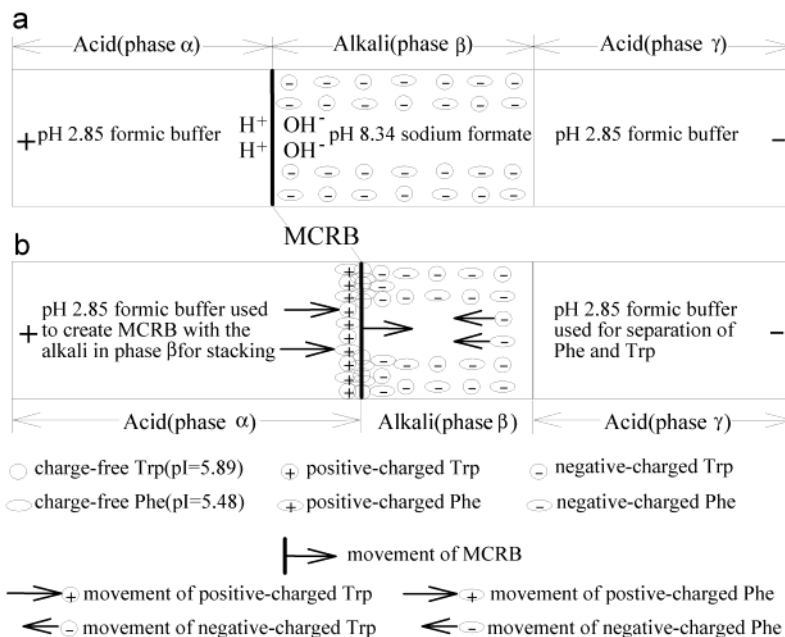 a
Acid(phase α) Alkali(phase β) Acid(phase γ)
+ pH 2.85 formic buffer H+ OH- pH 8.34 sodium formate pH 2.85 formic buffer -
H+ OH-
MCRB
b
pH 2.85 formic buffer used
to create MCRB with the
alkali in phase βfor stacking
+
pH 2.85 formic buffer
used for separation of
Phe and Trp
-
Acid(phase α) Alkali(phase β) Acid(phase γ)
charge-free Trp(pI=5.89) + positive-charged Trp - negative-charged Trp
charge-free Phe(pI=5.48) + positive-charged Phe - negative-charged Phe
movement of MCRB
+ movement of positive-charged Trp + movement of postive-charged Phe
- movement of negative-charged Trp - movement of negative-charged Phe